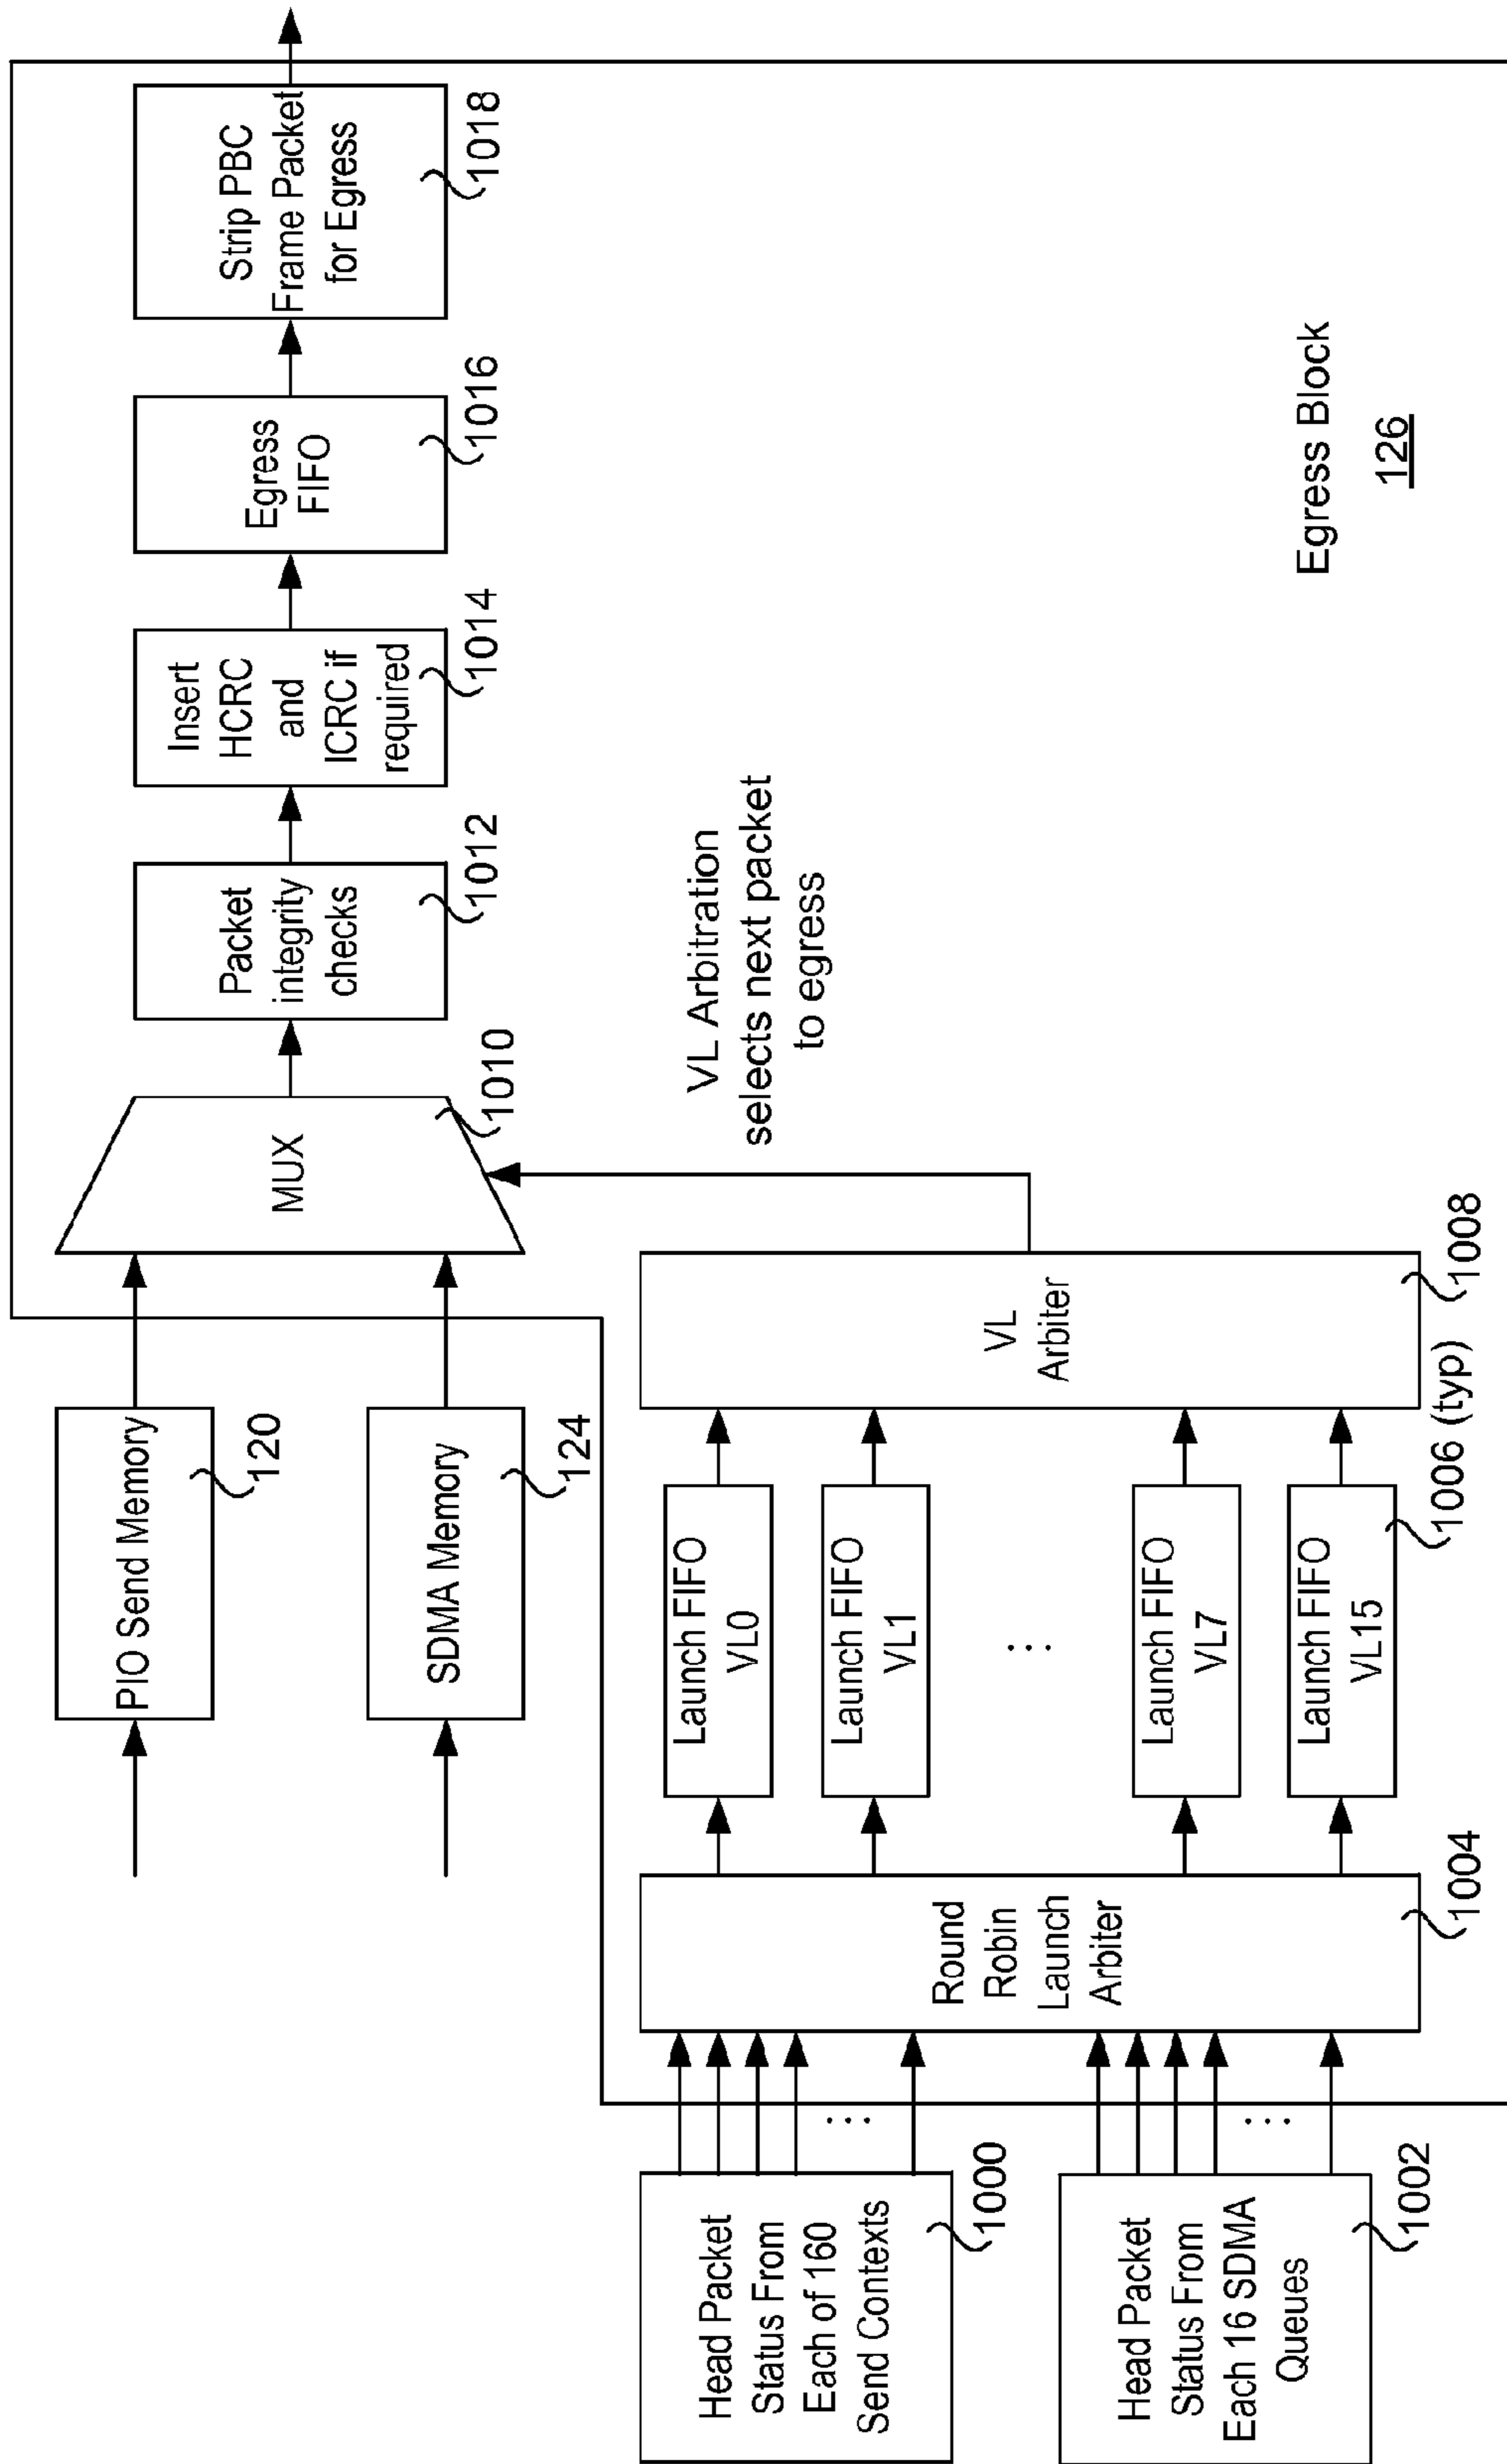 PIO Send Memory
120
SDMA Memory
124
MUX
1010
Packet
integrity
checks
1012
Insert
HCRC
and
ICRC if
required
1014
Egress
FIFO
1016
Strip PBC
Frame Packet
for Egress
1018
Head Packet
Status From
Each of 160
Send Contexts
1000
Head Packet
Status From
Each 16 SDMA
Queues
1002
Round
Robin
Launch
Arbiter
1004
Launch FIFO
VL0
Launch FIFO
VL1
Launch FIFO
VL7
Launch FIFO
VL15
1006 (typ)
VL
Arbiter
1008
VL Arbitration
selects next packet
to egress
Egress Block
126